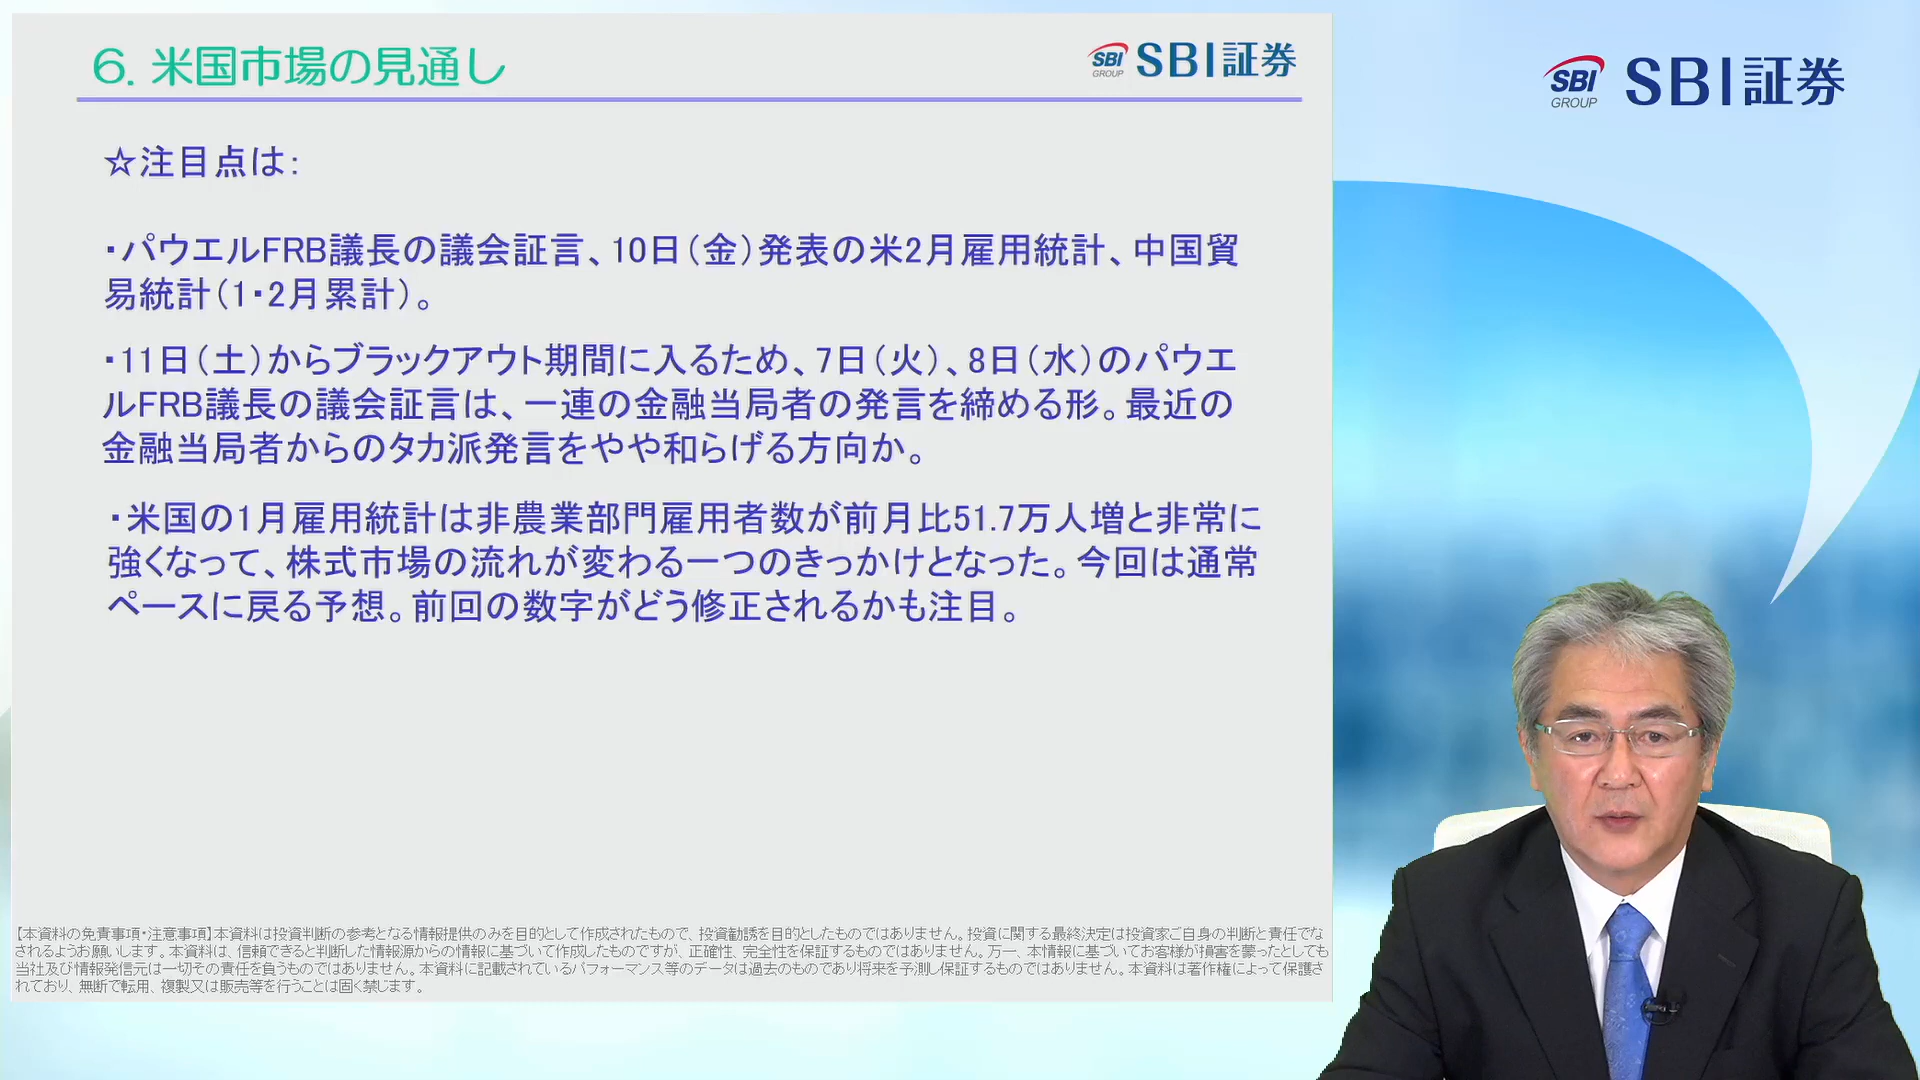 6. 米国市場の見通し
SBI GROUP SBI証券
SBI GROUP SBI証券
☆注目点は：
・パウエルFRB議長の議会証言、10日（金）発表の米2月雇用統計、中国貿
易統計（1・2月累計）。
・11日（土）からブラックアウト期間に入るため、7日（火）、8日（水）のパウエ
ルFRB議長の議会証言は、一連の金融当局者の発言を締める形。最近の
金融当局者からのタカ派発言をやや和らげる方向か。
・米国の1月雇用統計は非農業部門雇用者数が前月比51.7万人増と非常に
強くなって、株式市場の流れが変わる一つのきっかけとなった。今回は通常
ペースに戻る予想。前回の数字がどう修正されるかも注目。
【本資料の免責事項・注意事項】本資料は投資判断の参考となる情報提供のみを目的として作成されたもので、投資勧誘を目的としたものではありません。投資に関する最終決定は投資家ご自身の判断と責任でな
されるようお願いします。本資料は、信頼できると判断した情報源からの情報に基づいて作成したものですが、正確性、完全性を保証するものではありません。万一、本情報に基づいてお客様が損害を蒙ったとしても
当社及び情報発信元は一切その責任を負うものではありません。本資料に記載されているパフォーマンス等のデータは過去のものであり将来を予測し保証するものではありません。本資料は著作権によって保護さ
れており、無断で転用、複製又は販売等を行うことは固く禁じます。